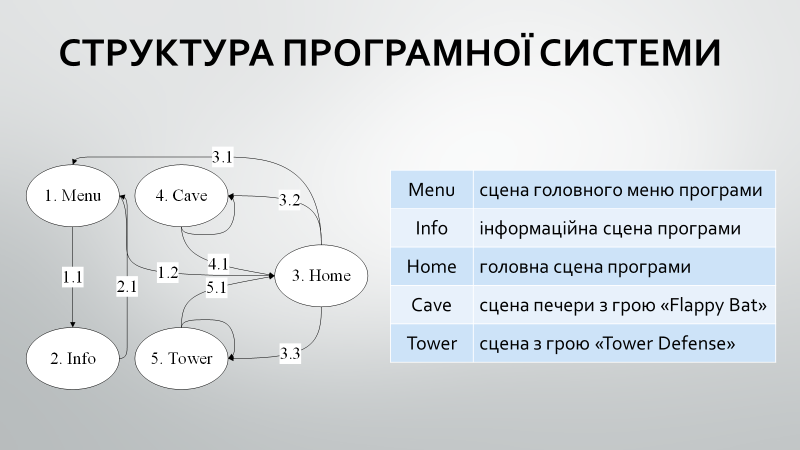 СТРУКТУРА ПРОГРАМНОЇ СИСТЕМИ
3.1
1. Menu
4. Cave
3.2
4.1
1.2
3. Home
1.1
2.1
5.1
2. Info
5. Tower
3.3
Menu сцена головного меню програми
Info інформаційна сцена програми
Home головна сцена програми
Cave сцена печери з грою «Flappy Bat»
Tower сцена з грою «Tower Defense»